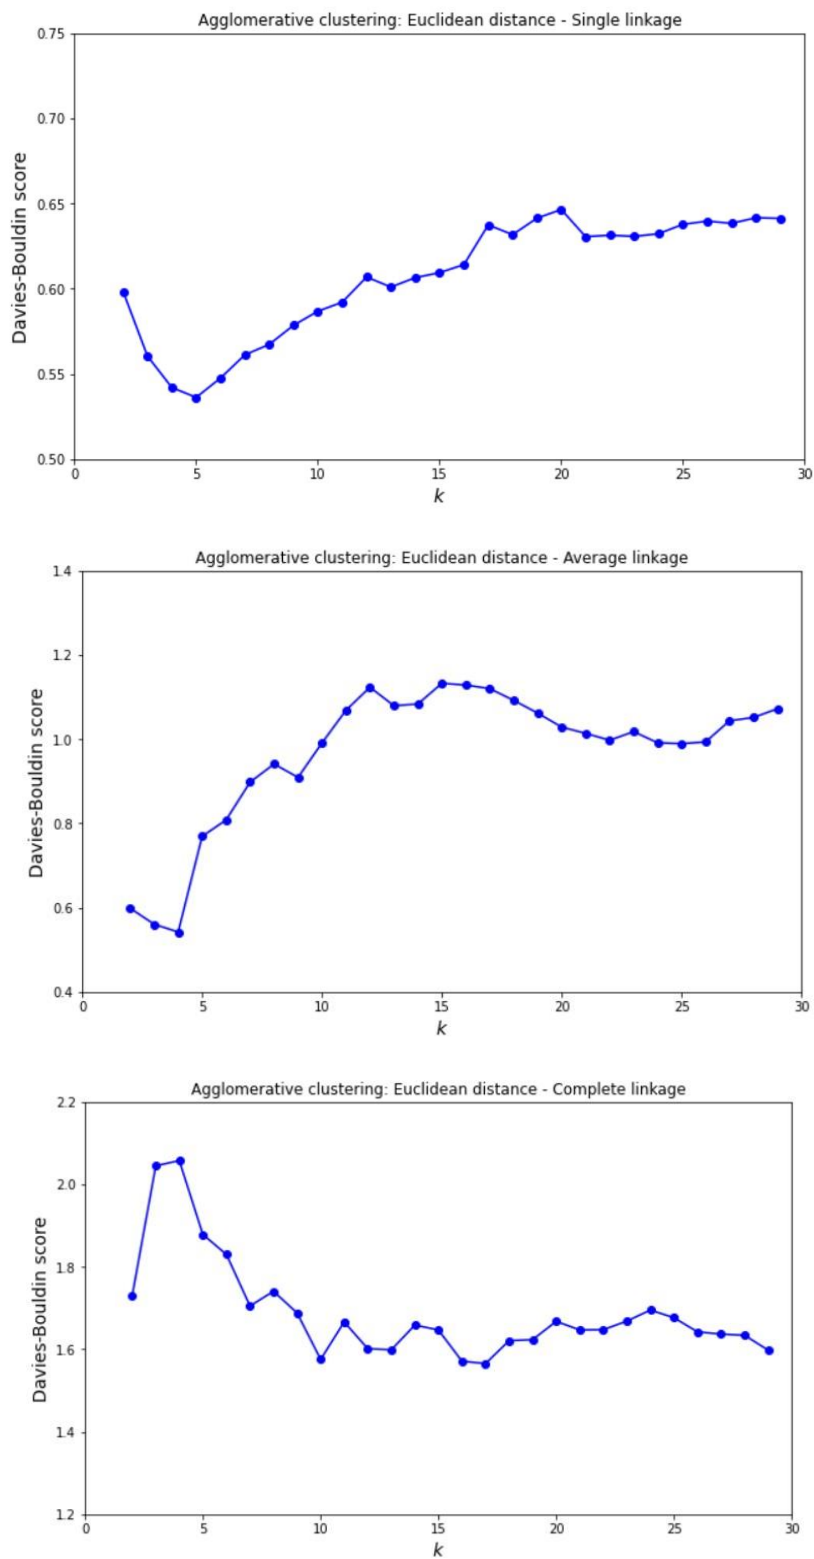 Agglomerative clustering: Euclidean distance - Single linkage
0.75
0.70
0.65
0.60
0.55
0.50
Davies-Bouldin score
0 5 10 15 20 25 30
k
Agglomerative clustering: Euclidean distance - Average linkage
1.4
1.2
1.0
0.8
0.6
0.4
Davies-Bouldin score
0 5 10 15 20 25 30
k
Agglomerative clustering: Euclidean distance - Complete linkage
2.2
2.0
1.8
1.6
1.4
1.2
Davies-Bouldin score
0 5 10 15 20 25 30
k